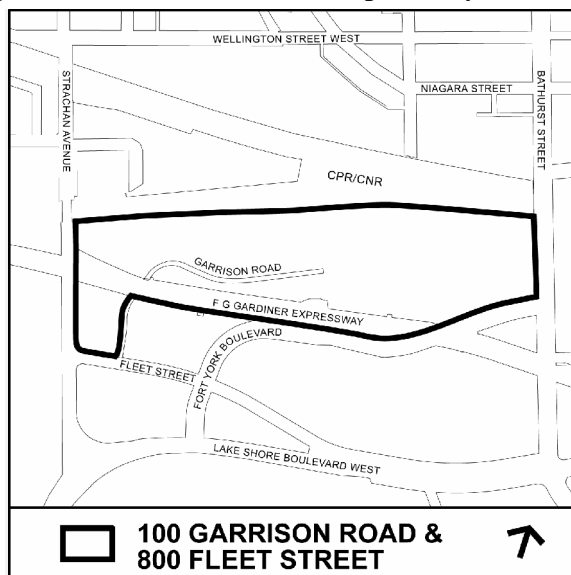 WELLINGTON STREET WEST
STRACHAN AVENUE
NIAGARA STREET
BATHURST STREET
CPR/CNR
GARRISON ROAD
F G GARDINER EXPRESSWAY
FORT YORK BOULEVARD
FLEET STREET
LAKE SHORE BOULEVARD WEST
100 GARRISON ROAD &
800 FLEET STREET